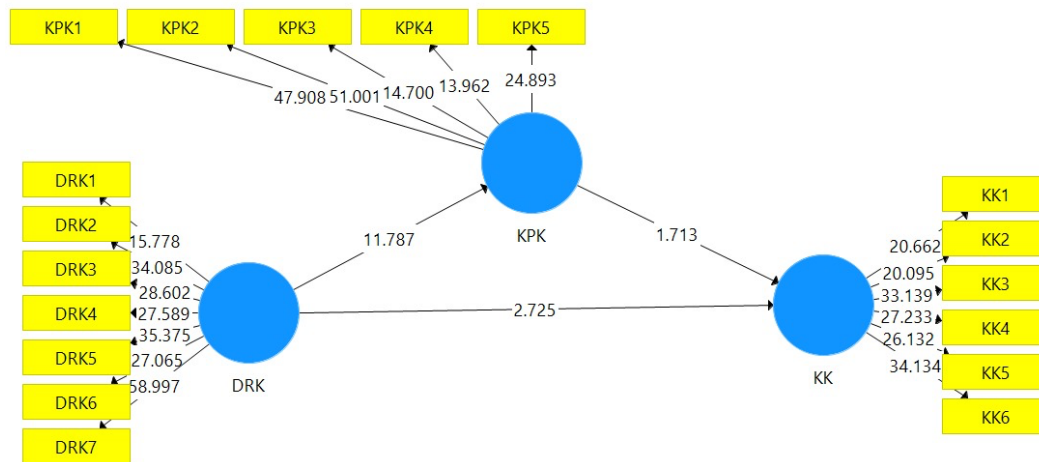 KPK1 KPK2 KPK3 KPK4 KPK5
47.908 51.001 14.700 13.962 24.893
KPK
DRK1
DRK2
DRK3
DRK4
DRK5
DRK6
DRK7
15.778
34.085
28.602
27.589
35.375
27.065
58.997
DRK
11.787
1.713
2.725
KK
20.662
20.095
33.139
27.233
26.132
34.134
KK1
KK2
KK3
KK4
KK5
KK6